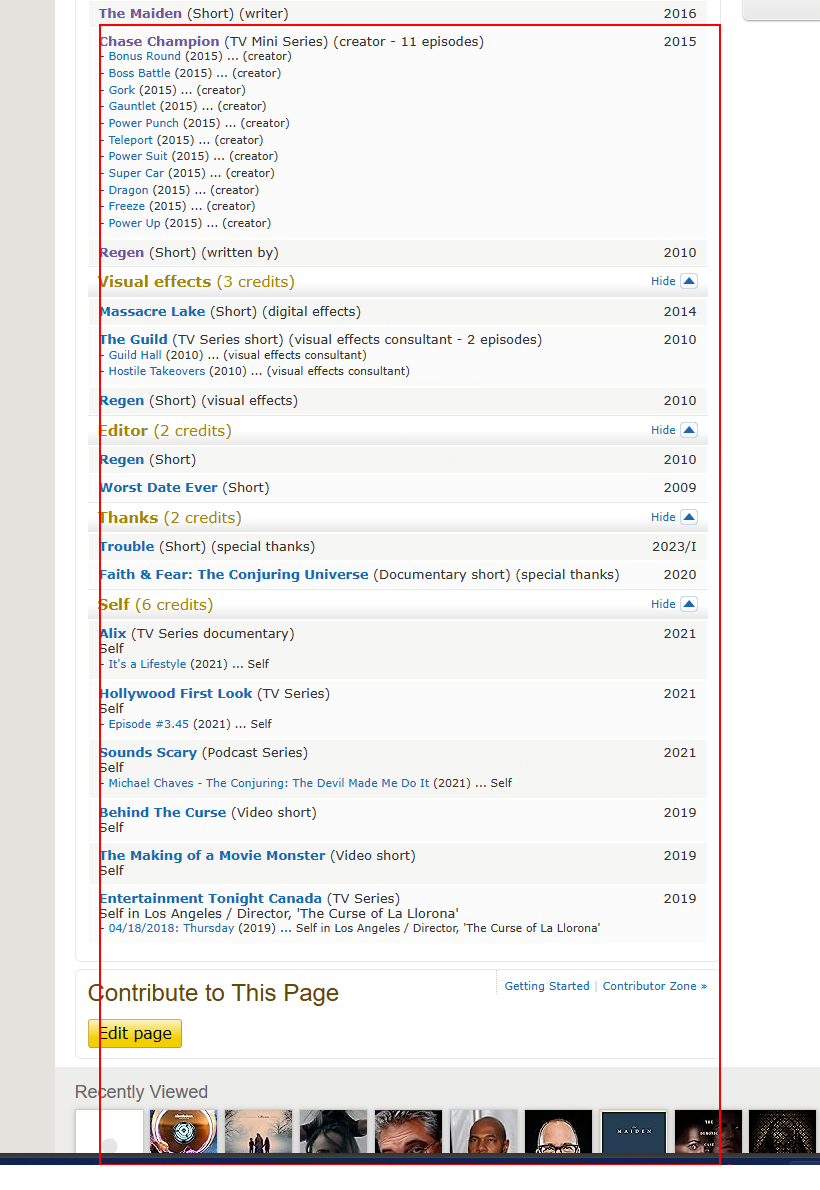 The Maiden (Short) (writer) 2016
Chase Champion (TV Mini Series) (creator - 11 episodes) 2015
- Bonus Round (2015) ... (creator)
- Boss Battle (2015) ... (creator)
- Gork (2015) ... (creator)
- Gauntlet (2015) ... (creator)
- Power Punch (2015) ... (creator)
- Teleport (2015) ... (creator)
- Power Suit (2015) ... (creator)
- Super Car (2015) ... (creator)
- Dragon (2015) ... (creator)
- Freeze (2015) ... (creator)
- Power Up (2015) ... (creator)
Regen (Short) (written by) 2010
Visual effects (3 credits) Hide
Massacre Lake (Short) (digital effects) 2014
The Guild (TV Series short) (visual effects consultant - 2 episodes) 2010
- Guild Hall (2010) ... (visual effects consultant)
- Hostile Takeovers (2010) ... (visual effects consultant)
Regen (Short) (visual effects) 2010
Editor (2 credits) Hide
Regen (Short) 2010
Worst Date Ever (Short) 2009
Thanks (2 credits) Hide
Trouble (Short) (special thanks) 2023/I
Faith & Fear: The Conjuring Universe (Documentary short) (special thanks) 2020
Self (6 credits) Hide
Alix (TV Series documentary) 2021
Self
- It's a Lifestyle (2021) ... Self
Hollywood First Look (TV Series) 2021
Self
- Episode #3.45 (2021) ... Self
Sounds Scary (Podcast Series) 2021
Self
- Michael Chaves - The Conjuring: The Devil Made Me Do It (2021) ... Self
Behind The Curse (Video short) 2019
Self
The Making of a Movie Monster (Video short) 2019
Self
Entertainment Tonight Canada (TV Series) 2019
Self in Los Angeles / Director, 'The Curse of La Llorona'
- 04/18/2018: Thursday (2019) ... Self in Los Angeles / Director, 'The Curse of La Llorona'
Contribute to This Page
Getting Started | Contributor Zone »
Edit page
Recently Viewed
MAIDEN
THE
CASE